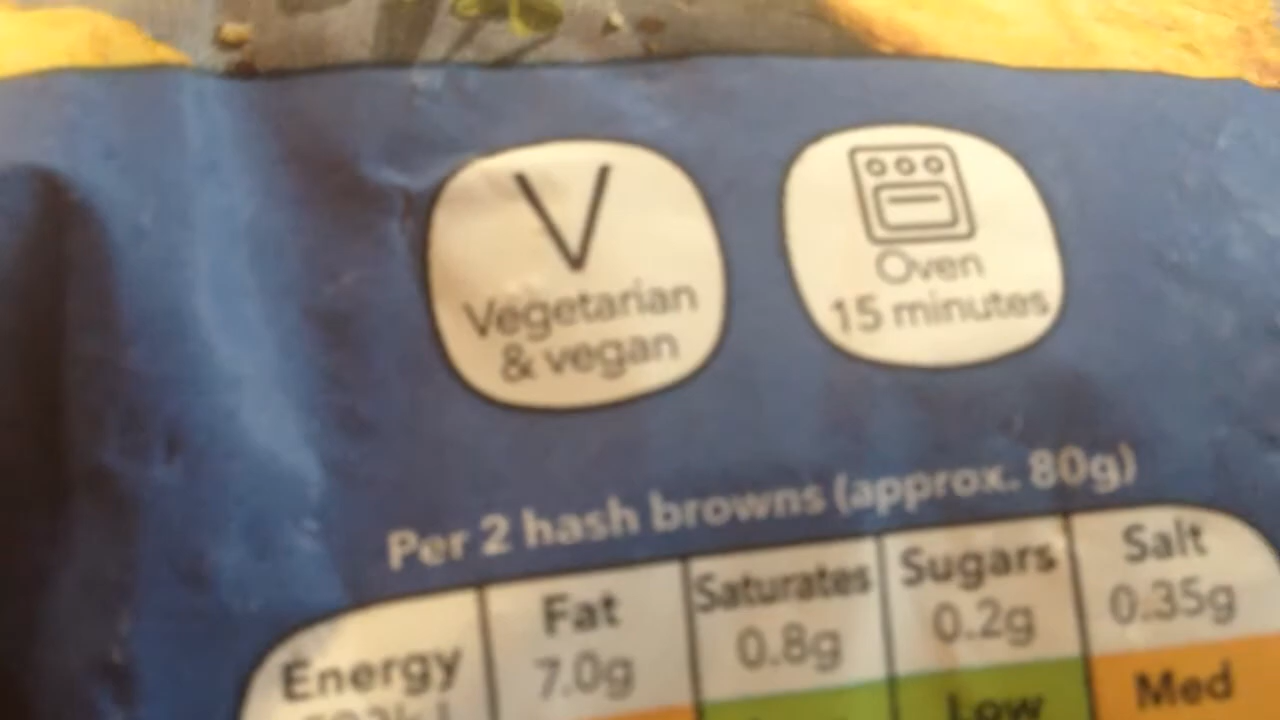 V
Vegetarian
& vegan
Oven
15 minutes
Per 2 hash browns (approx. 80g)
Energy
Fat
7.0g
Saturates
0.8g
Sugars
0.2g
Low
Salt
0.35g
Med